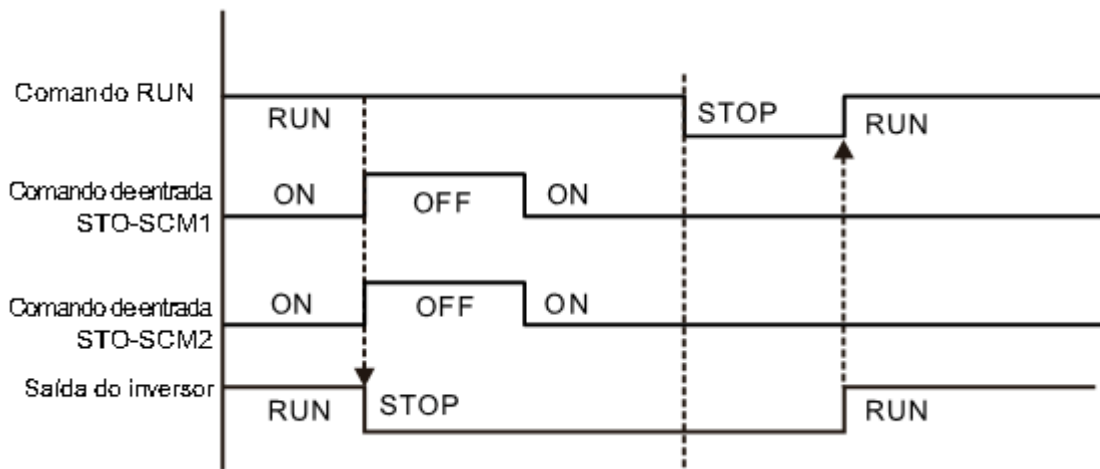 Comando RUN
RUN
STOP
RUN
Comando de entrada
STO-SCM1
ON
OFF
ON
Comando de entrada
STO-SCM2
ON
OFF
ON
Saída do inversor
RUN
STOP
RUN